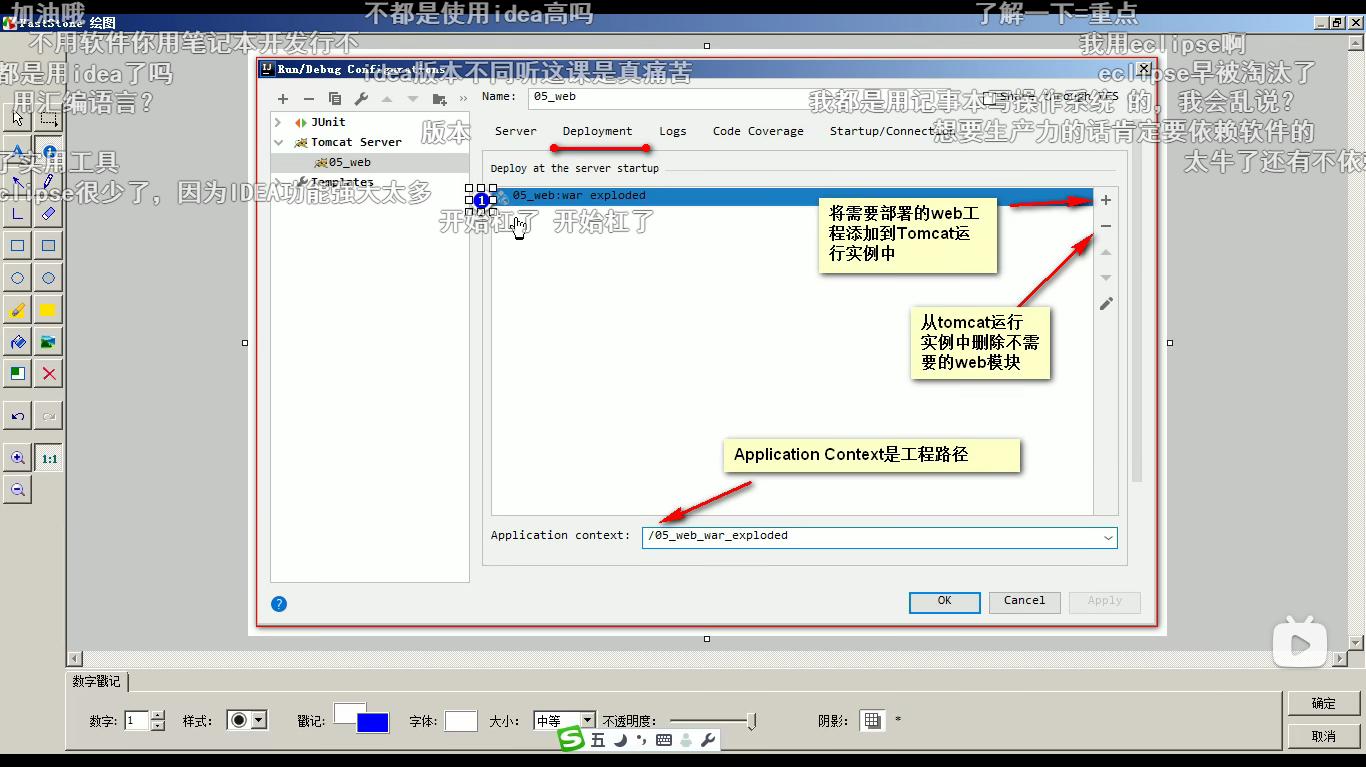 加油哦
不都是使用idea高吗
了解一下=重点
FastStone 绘图
不用软件你用笔记本开发行不
我用eclipse啊
都是用idea了吗
Run/Debug Configurations
idea版本不同听这课是真痛苦
eclipse早被淘汰了
用汇编语言？
Name:
05_web
我都是用记事本写操作系统 的，我会乱说？
JUnit
版本
Server
Deployment
Logs
Code Coverage
Startup/Connection
想要生产力的话肯定要依赖软件的
Tomcat Server
了实用工具
05_web
Deploy at the server startup
太牛了还有不依
Templates
clipse很少了，因为IDEA功能强大太多
1
05_web:war exploded
开始杠了
开始杠了
将需要部署的web工
程添加到Tomcat运
行实例中
从tomcat运行
实例中删除不需
要的web模块
Application Context是工程路径
Application context:
/05_web_war_exploded
OK
Cancel
Apply
1:1
数字戳记
数字:
1
样式:
戳记:
字体:
大小:
中等
不透明度:
阴影:
*
确定
取消
五